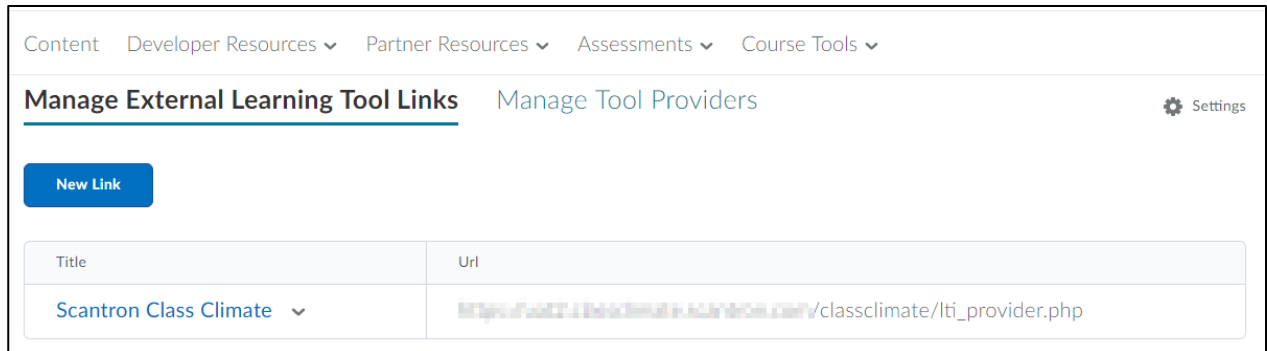 Content Developer Resources Partner Resources Assessments Course Tools
Manage External Learning Tool Links Manage Tool Providers Settings
New Link
Title Url
Scantron Class Climate /classclimate/lti_provider.php